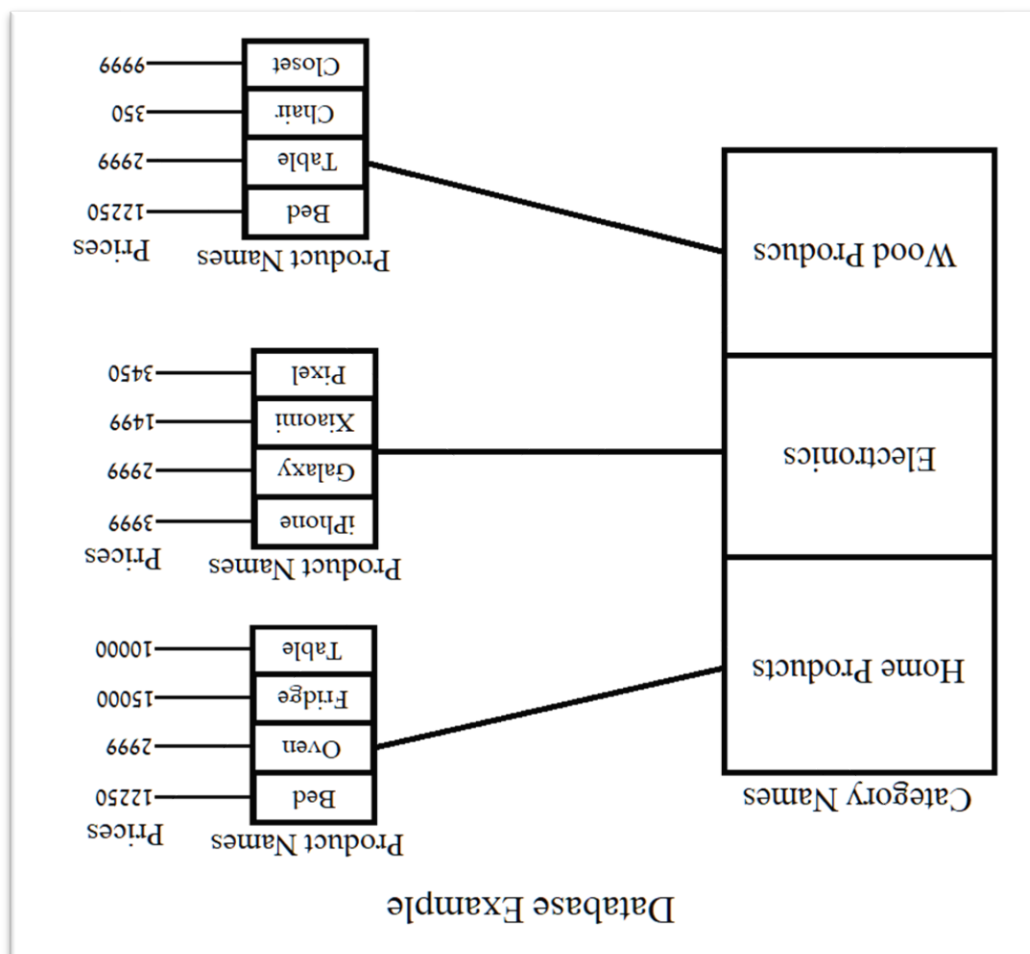 Database Example
Category Names
Home Products
Electronics
Wood Producs
Product Names Prices
Bed 12250
Oven 2999
Fridge 15000
Table 10000
Product Names Prices
iPhone 3999
Galaxy 2999
Xiaomi 1499
Pixel 3450
Product Names Prices
Bed 12250
Table 2999
Chair 350
Closet 9999